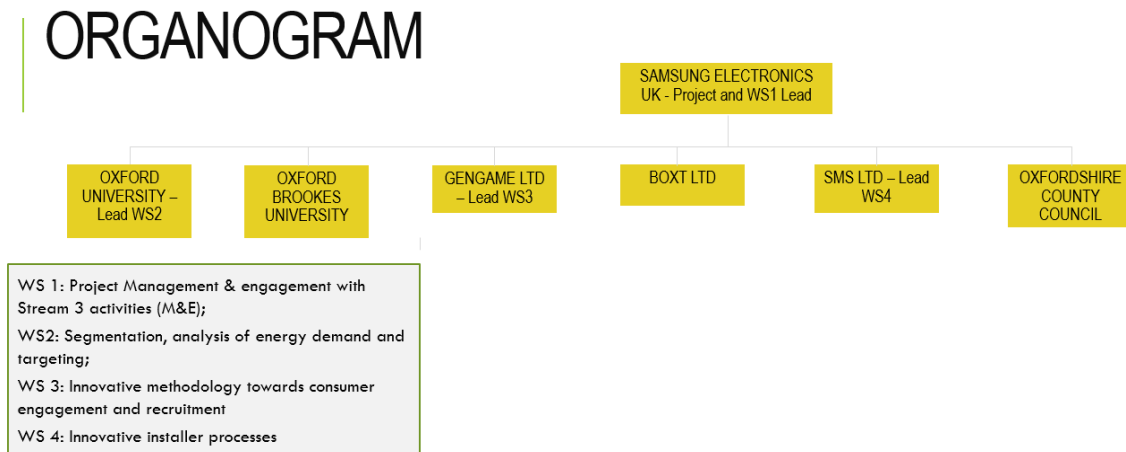 ORGANOGRAM
SAMSUNG ELECTRONICS
UK - Project and WS1 Lead
OXFORD
UNIVERSITY –
Lead WS2
OXFORD
BROOKES
UNIVERSITY
GENGAME LTD
– Lead WS3
BOXT LTD
SMS LTD – Lead
WS4
OXFORDSHIRE
COUNTY
COUNCIL
WS 1: Project Management & engagement with
Stream 3 activities (M&E);
WS2: Segmentation, analysis of energy demand and
targeting;
WS 3: Innovative methodology towards consumer
engagement and recruitment
WS 4: Innovative installer processes